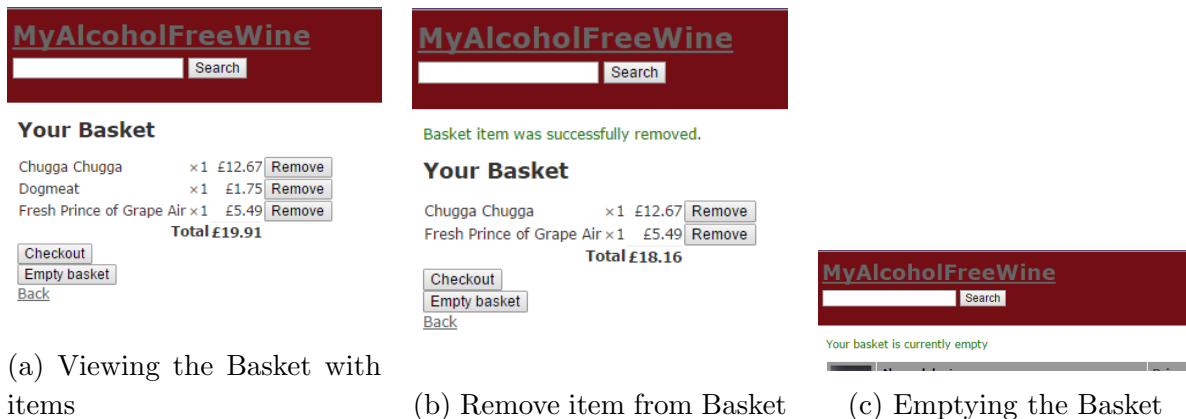 MyAlcoholFreeWine
Search
Your Basket
Chugga Chugga ×1 £12.67 Remove
Dogmeat ×1 £1.75 Remove
Fresh Prince of Grape Air ×1 £5.49 Remove
Total £19.91
Checkout
Empty basket
Back
(a) Viewing the Basket with
items
MyAlcoholFreeWine
Search
Basket item was successfully removed.
Your Basket
Chugga Chugga ×1 £12.67 Remove
Fresh Prince of Grape Air ×1 £5.49 Remove
Total £18.16
Checkout
Empty basket
Back
(b) Remove item from Basket
MyAlcoholFreeWine
Search
Your basket is currently empty
(c) Emptying the Basket